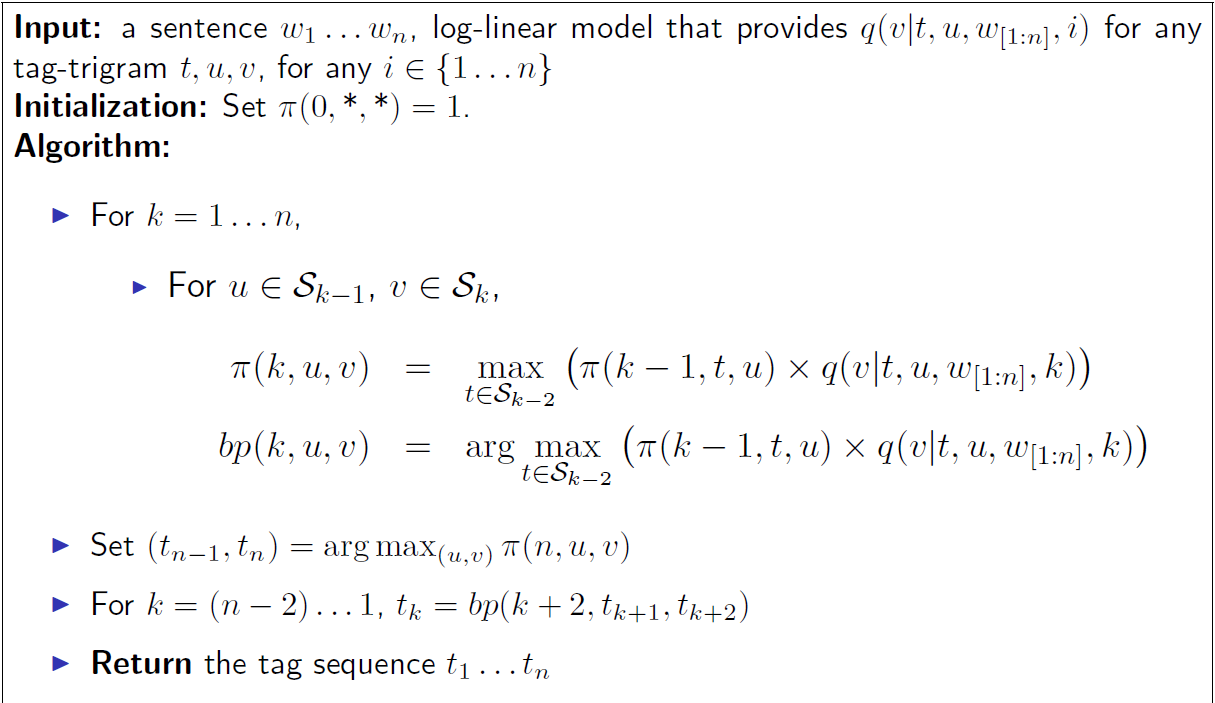 Input: a sentence $w_1 \ldots w_n$, log-linear model that provides $q(v|t, u, w_{[1:n]}, i)$ for any
tag-trigram $t, u, v$, for any $i \in \{1 \ldots n\}$
Initialization: Set $\pi(0, *, *) = 1$.
Algorithm:
▶ For $k = 1 \ldots n$,
▶ For $u \in \mathcal{S}_{k-1}$, $v \in \mathcal{S}_k$,
$\pi(k, u, v) = \max_{t \in \mathcal{S}_{k-2}} \left( \pi(k-1, t, u) \times q(v|t, u, w_{[1:n]}, k) \right)$
$bp(k, u, v) = \arg\max_{t \in \mathcal{S}_{k-2}} \left( \pi(k-1, t, u) \times q(v|t, u, w_{[1:n]}, k) \right)$
▶ Set $(t_{n-1}, t_n) = \arg\max_{(u,v)} \pi(n, u, v)$
▶ For $k = (n-2) \ldots 1$, $t_k = bp(k+2, t_{k+1}, t_{k+2})$
▶ Return the tag sequence $t_1 \ldots t_n$